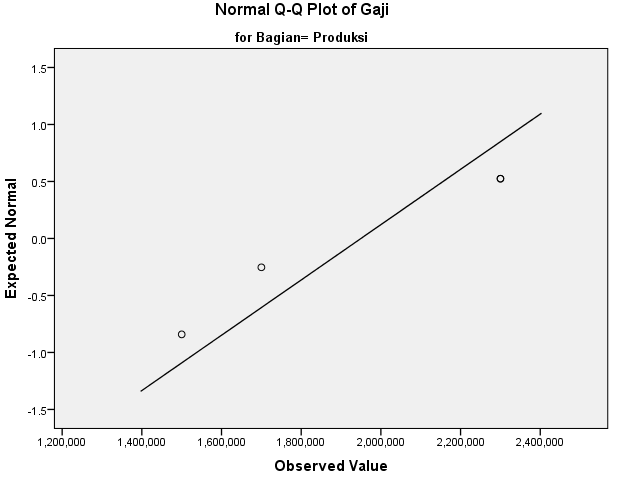 Normal Q-Q Plot of Gaji
for Bagian= Produksi
Expected Normal
1.5
1.0
0.5
0.0
-0.5
-1.0
-1.5
1,200,000 1,400,000 1,600,000 1,800,000 2,000,000 2,200,000 2,400,000
Observed Value